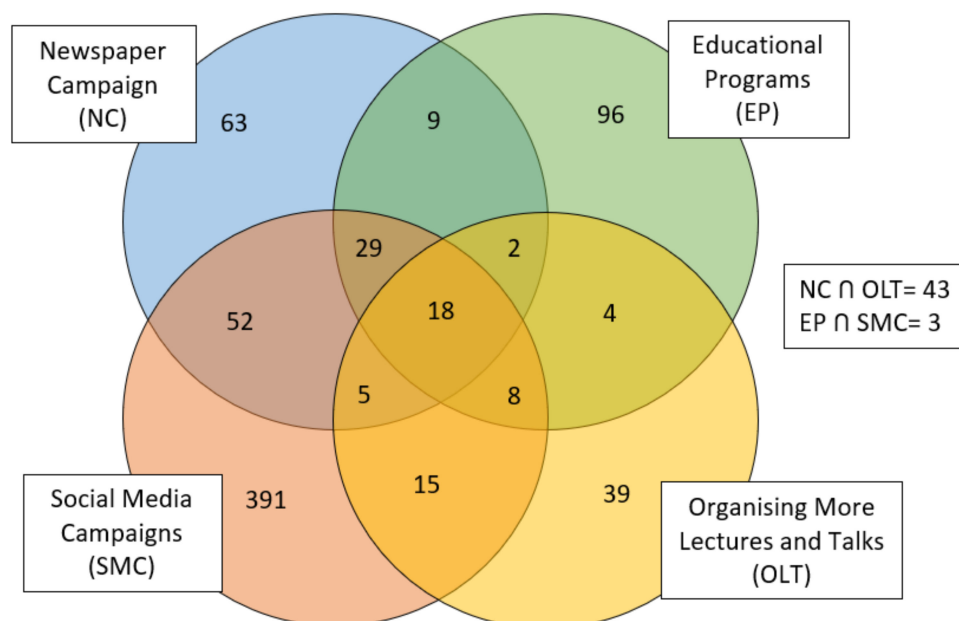 Newspaper
Campaign
(NC)
Educational
Programs
(EP)
63
9
96
29
2
NC ∩ OLT= 43
EP ∩ SMC= 3
52
18
4
5
8
391
15
39
Social Media
Campaigns
(SMC)
Organising More
Lectures and Talks
(OLT)